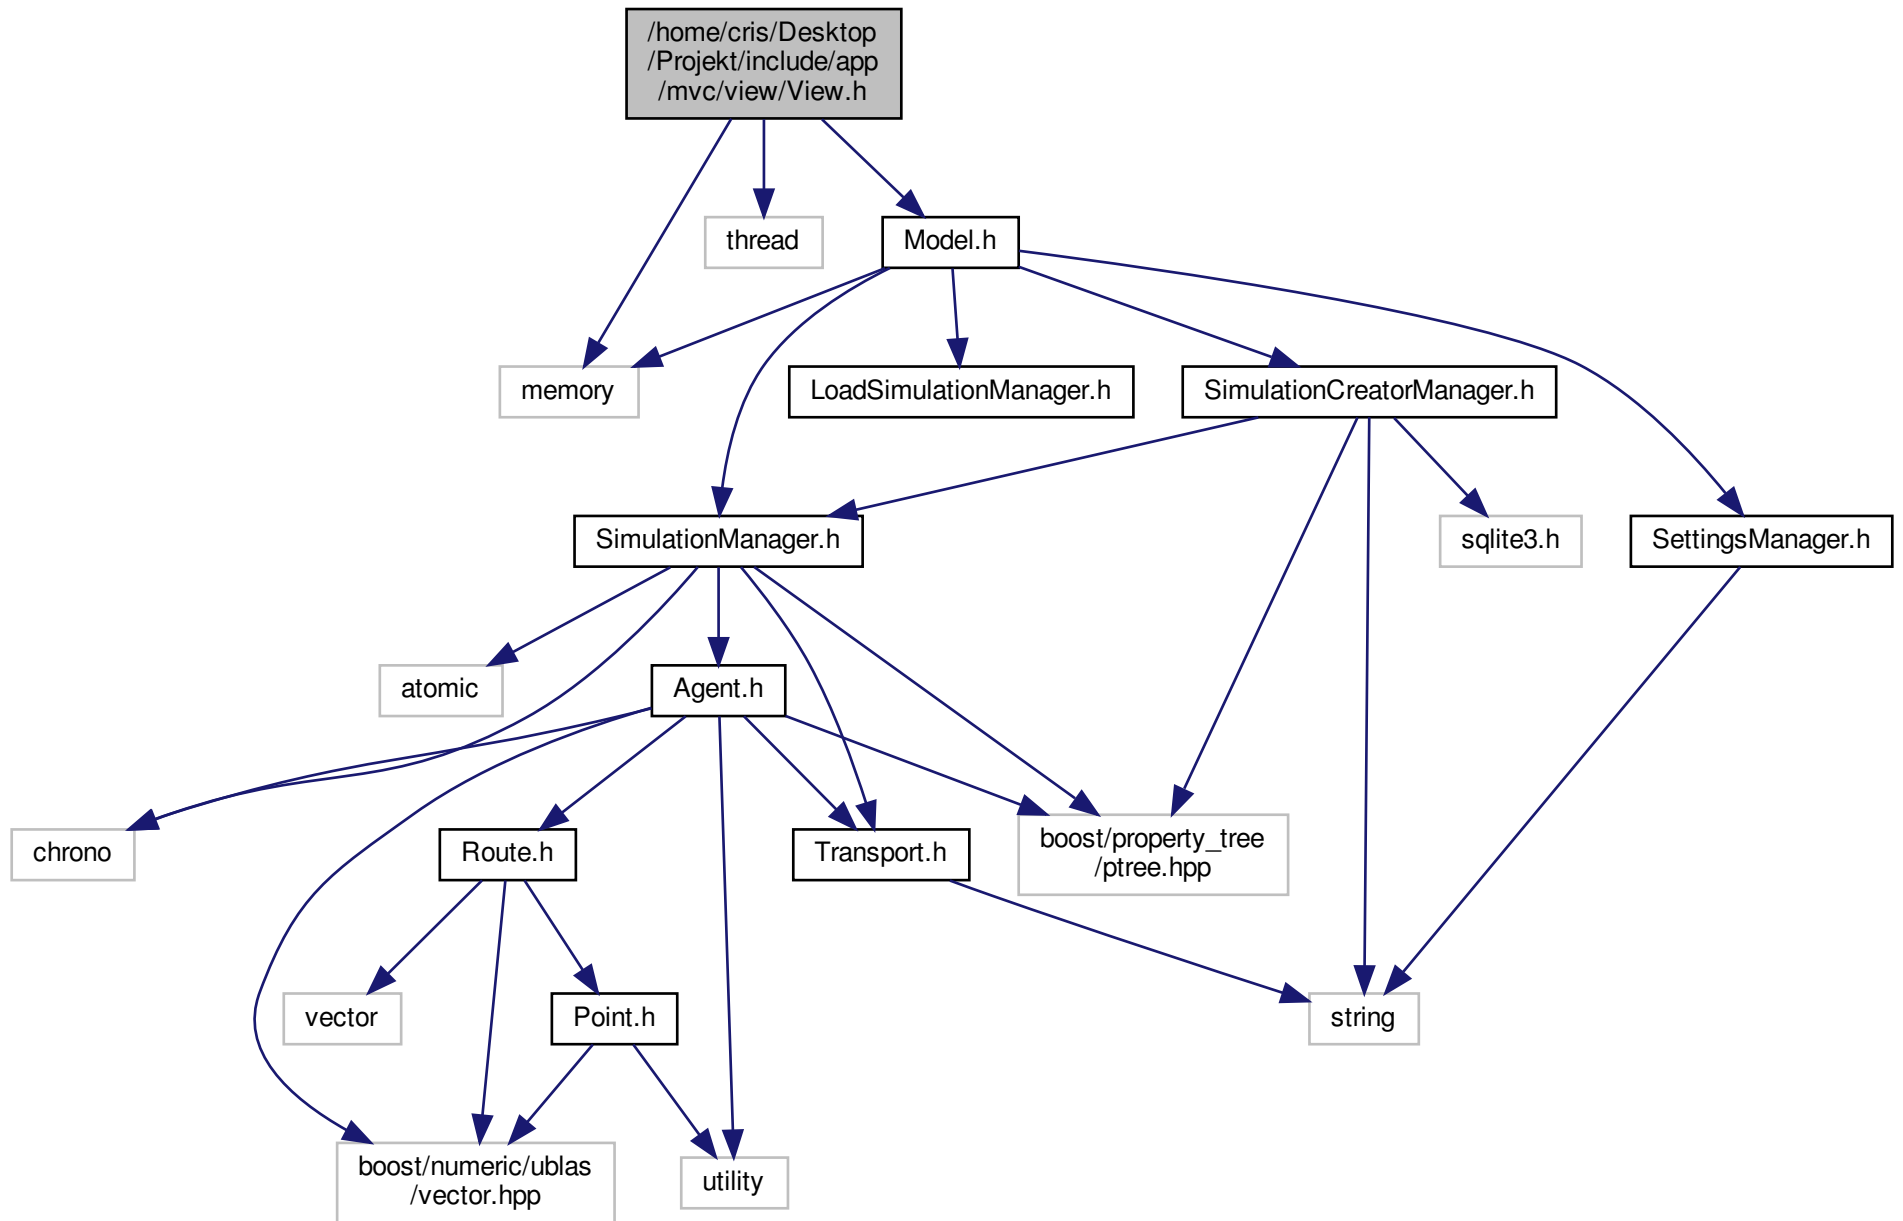 /home/cris/Desktop
/Projekt/include/app
/mvc/view/View.h
thread
Model.h
memory
LoadSimulationManager.h
SimulationCreatorManager.h
SimulationManager.h
sqlite3.h
SettingsManager.h
atomic
Agent.h
chrono
Route.h
Transport.h
boost/property_tree
/ptree.hpp
vector
Point.h
string
boost/numeric/ublas
/vector.hpp
utility